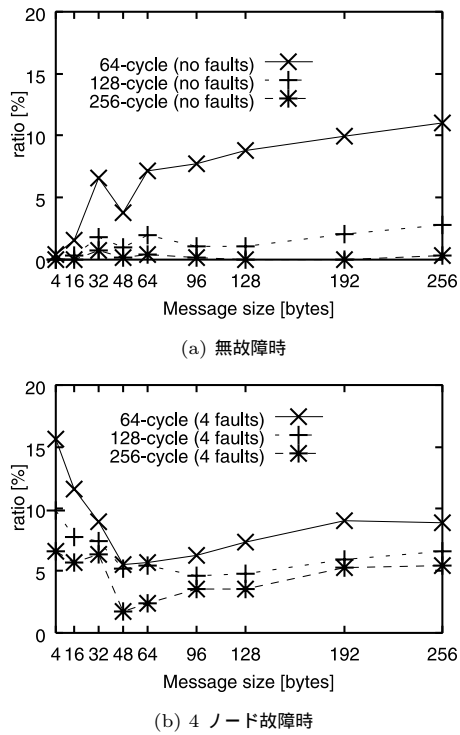 20
15
10
5
0
ratio [%]
64-cycle (no faults)
128-cycle (no faults)
256-cycle (no faults)
4 16 32 48 64 96 128 192 256
Message size [bytes]
(a) 無故障時
20
15
10
5
0
ratio [%]
64-cycle (4 faults)
128-cycle (4 faults)
256-cycle (4 faults)
4 16 32 48 64 96 128 192 256
Message size [bytes]
(b) 4 ノード故障時